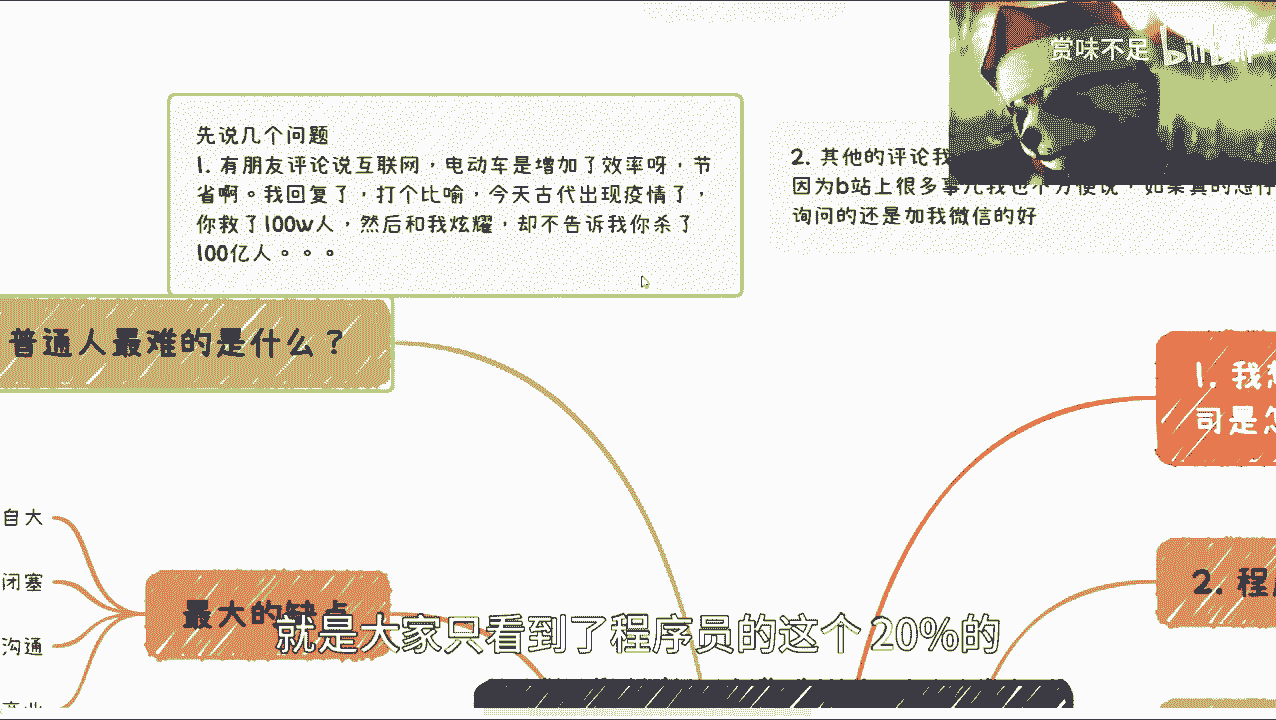 赏味不足 bilibili
先说几个问题
1. 有朋友评论说互联网，电动车是增加了效率呀，节
省啊。我回复了，打个比喻，今天古代出现疫情了，
你救了100w人，然后和我炫耀，却不告诉我你杀了
100亿人。。。
2. 其他的评论我
因为b站上很多事儿我也不方便说，如果真的想仔
询问的还是加我微信的好
普通人最难的是什么？
1. 我想
司是怎
2. 程
自大
闭塞
沟通
产业
最大的缺点
就是大家只看到了程序员的这个 20%的